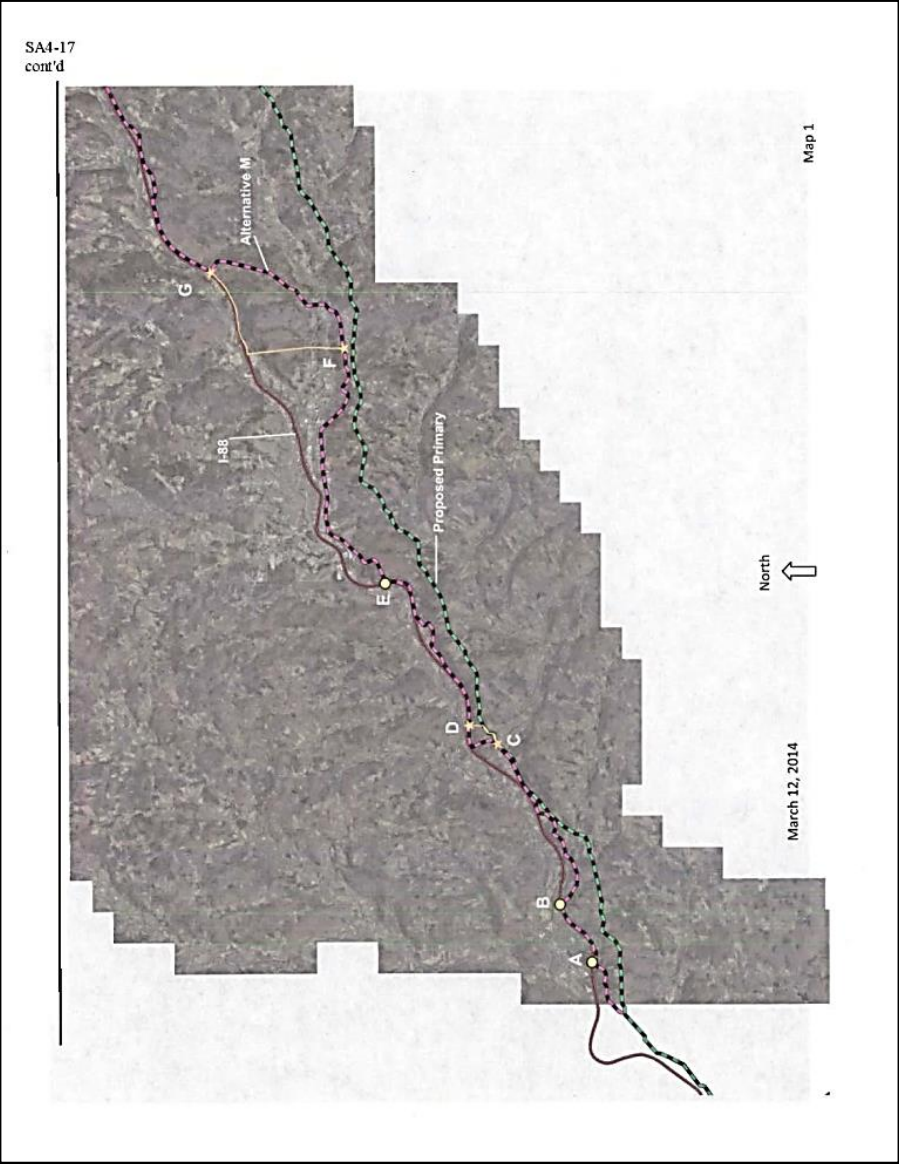 SA4-17
cont'd
Map 1
Alternative M
G
F
I-88
Proposed Primary
E
North
D
C
March 12, 2014
B
A